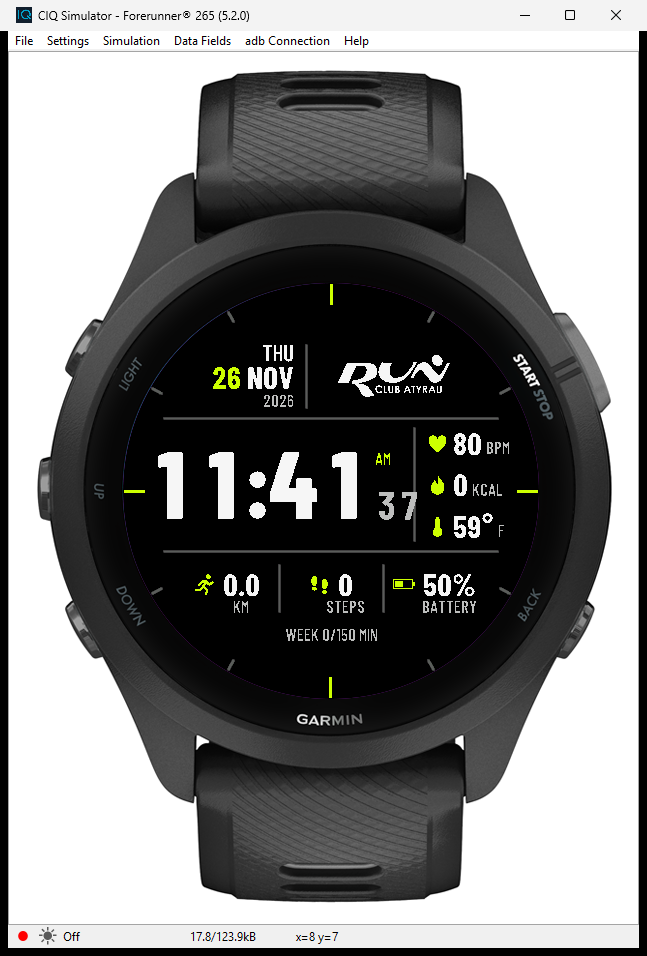 CIQ Simulator - Forerunner® 265 (5.2.0)
File Settings Simulation Data Fields adb Connection Help
LIGHT
START STOP
UP
DOWN
BACK
THU
26 NOV
2026
RUN
CLUB ATYRAU
11:41 AM 37
80 BPM
0 KCAL
59° F
0.0
KM
0
STEPS
50%
BATTERY
WEEK 0/150 MIN
GARMIN
Off 17.8/123.9kB x=8 y=7